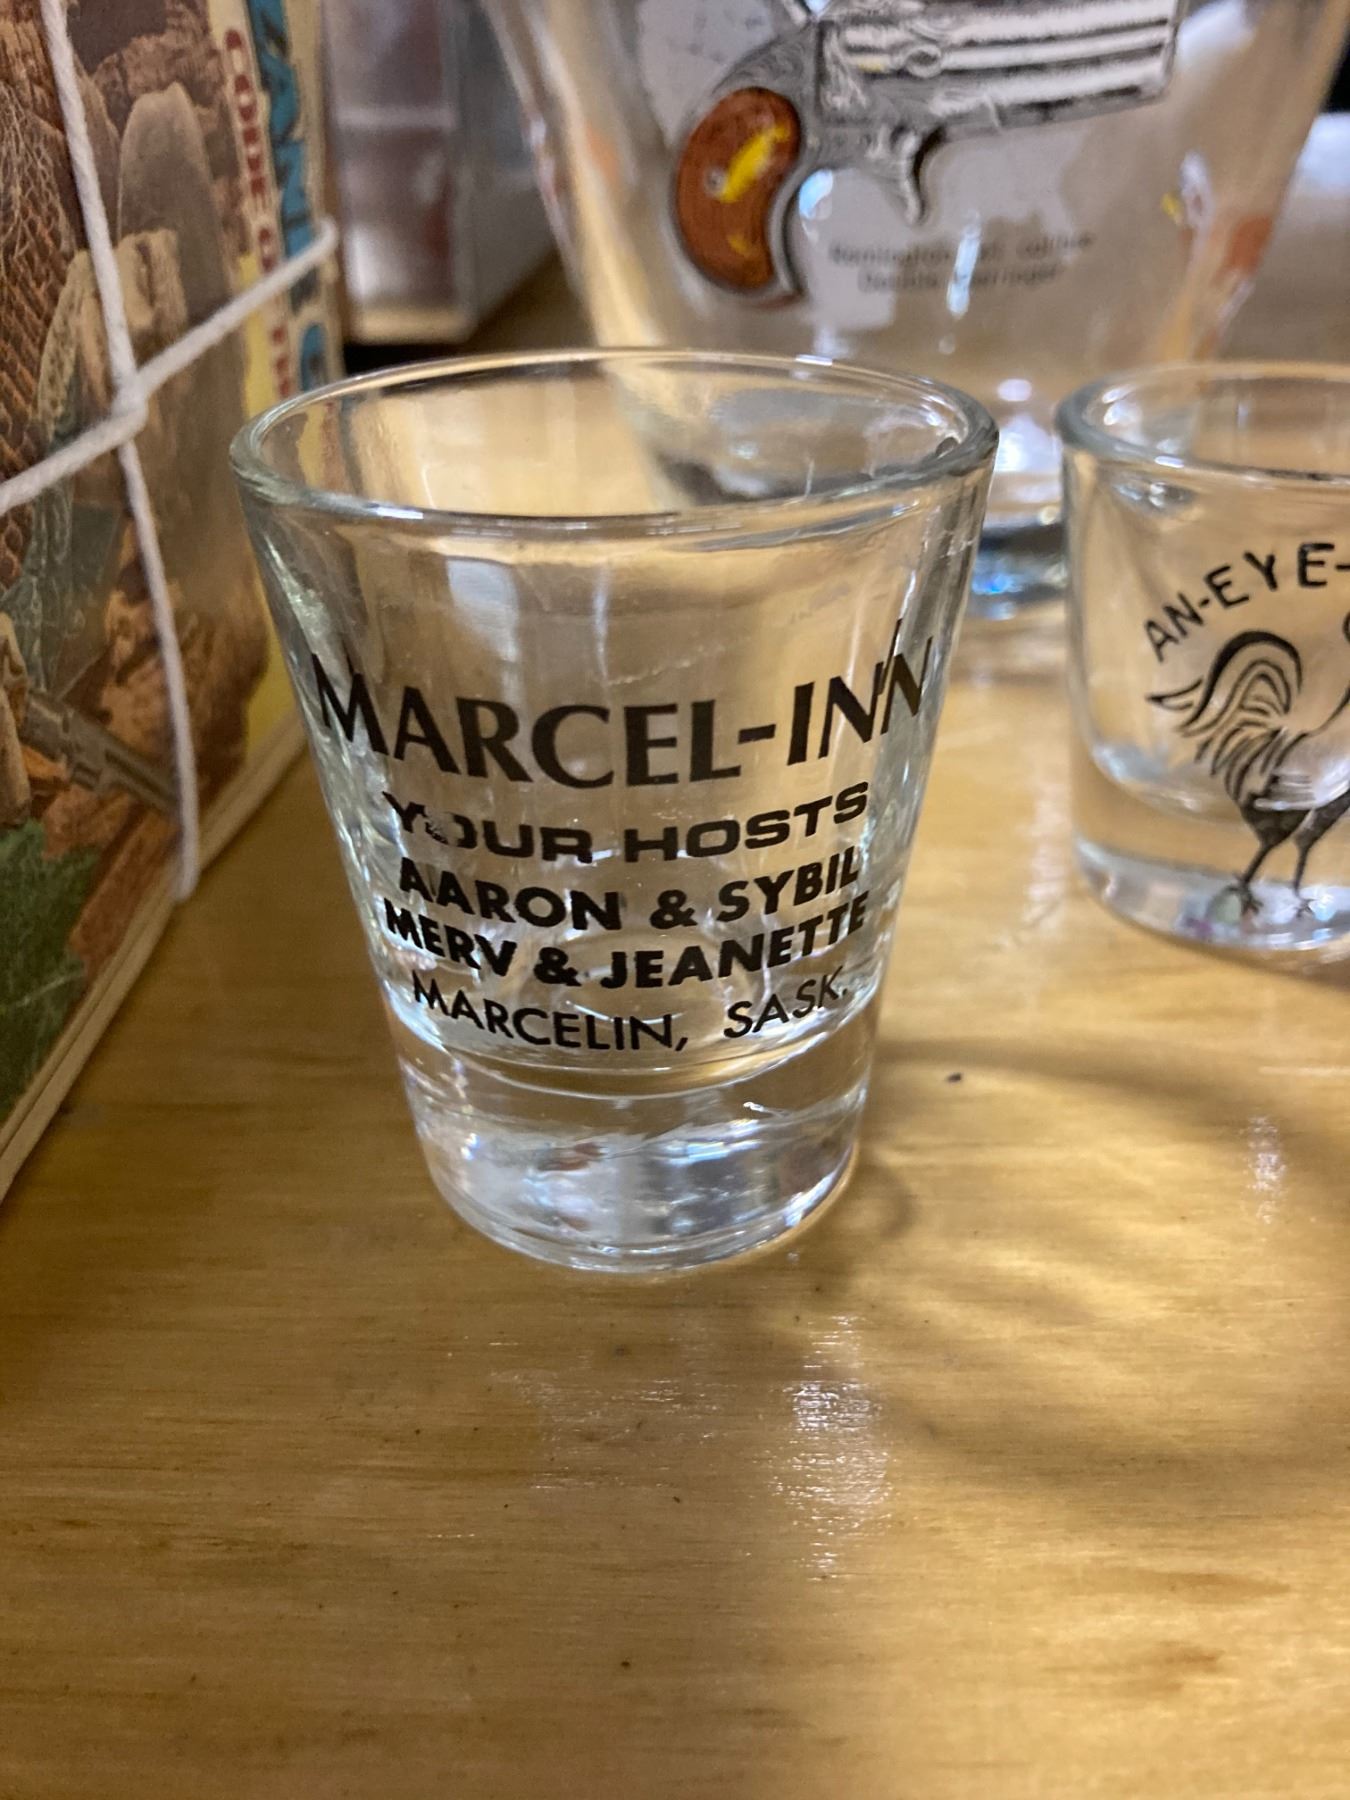 MARCEL-INN
YOUR HOSTS
AARON & SYBIL
MERV & JEANETTE
MARCELIN, SASK.
AN-EYE-